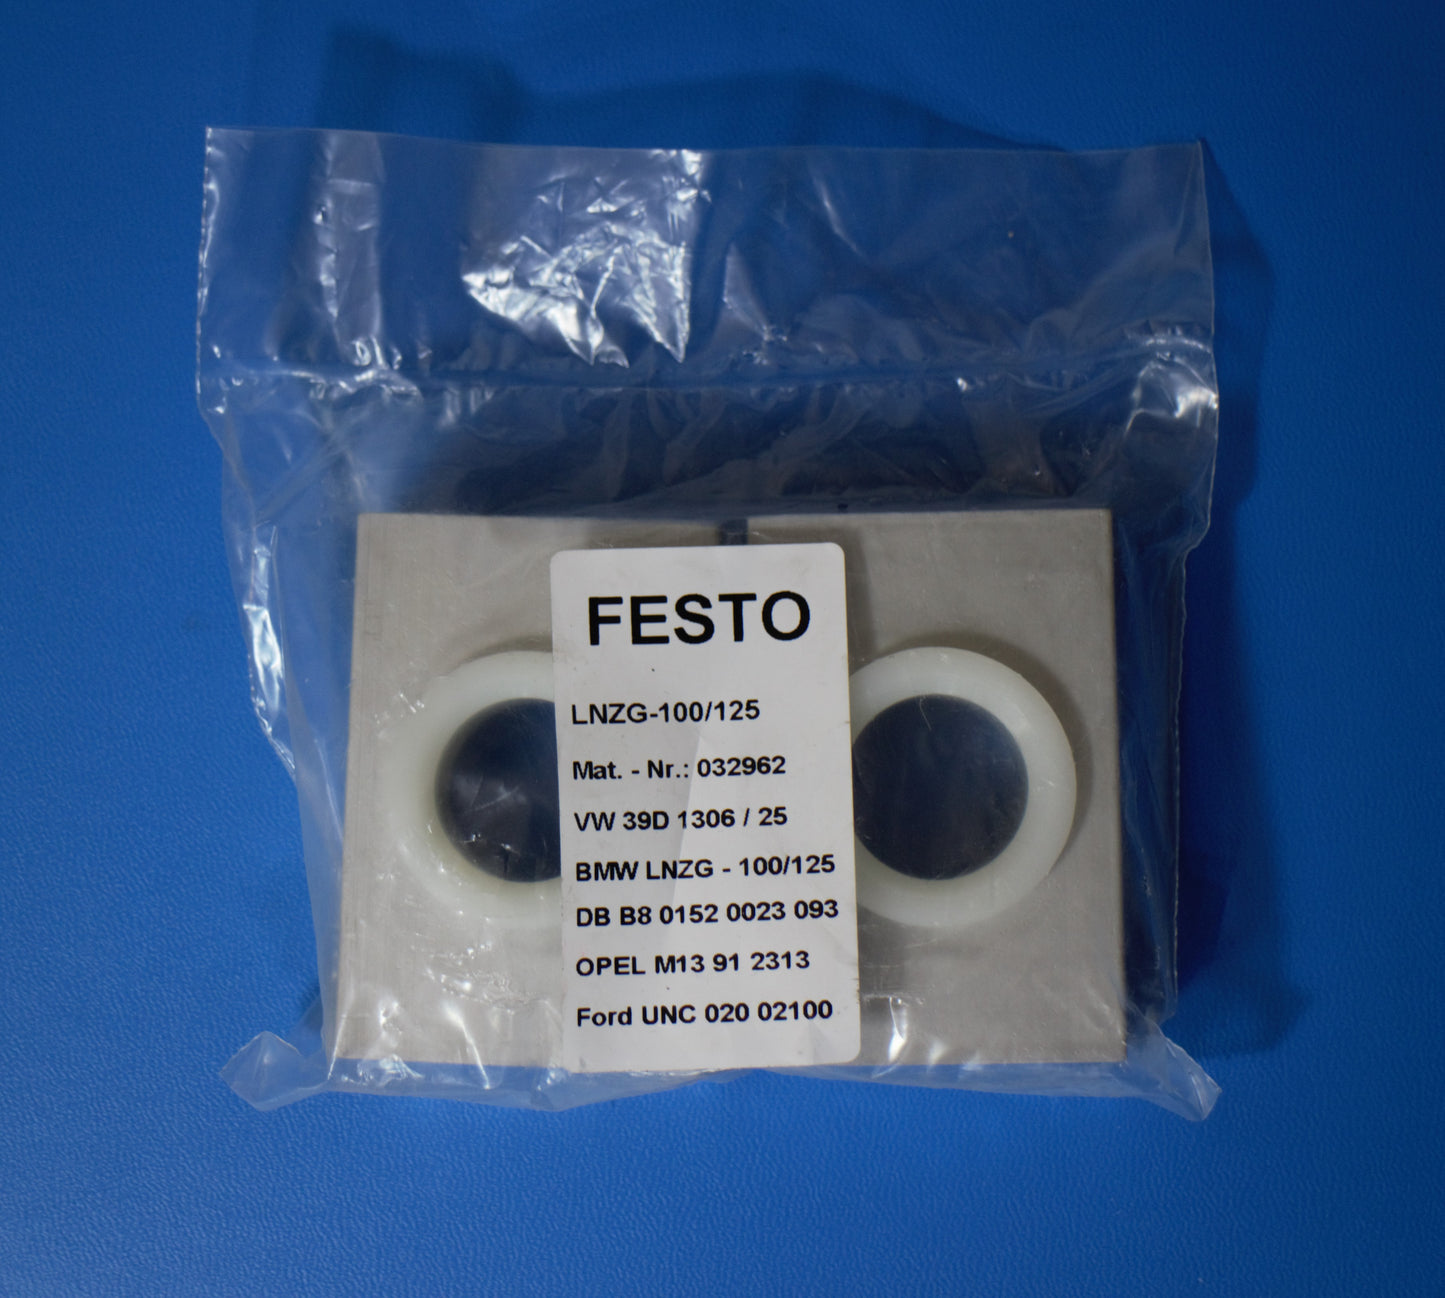 FESTO
LNZG-100/125
Mat. - Nr.: 032962
VW 39D 1306 / 25
BMW LNZG - 100/125
DB B8 0152 0023 093
OPEL M13 91 2313
Ford UNC 020 02100